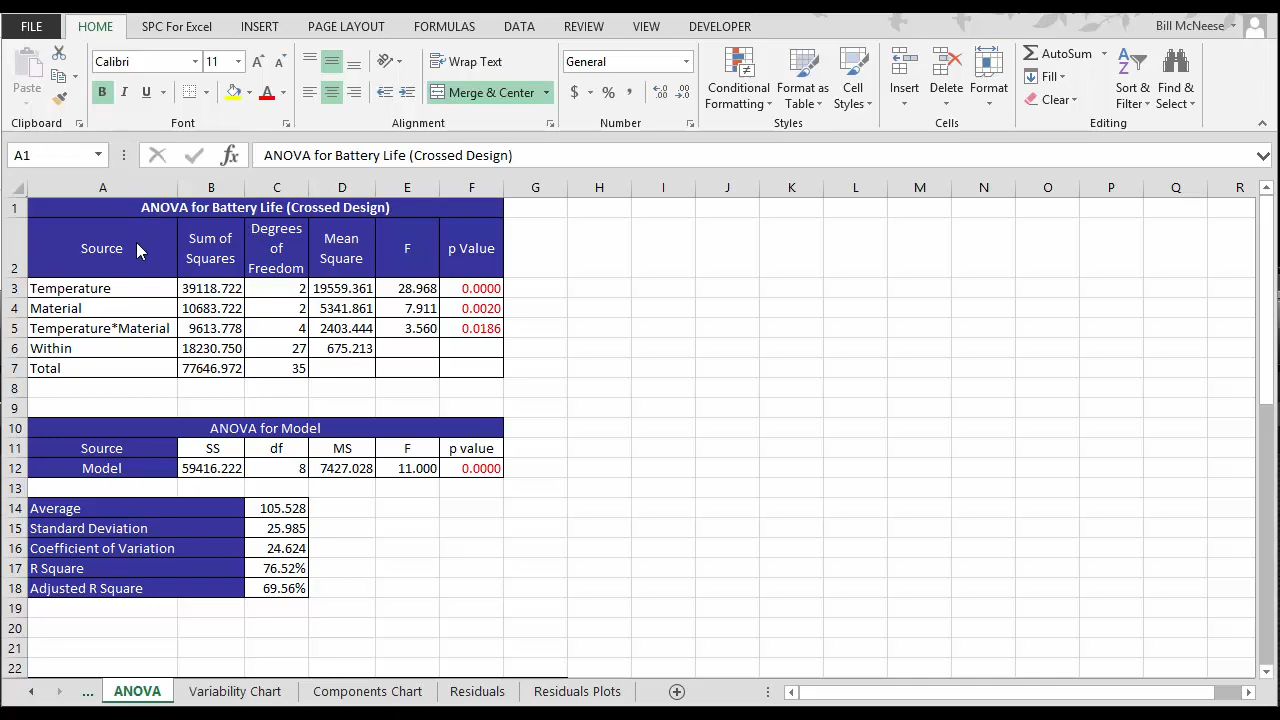 FILE HOME SPC For Excel INSERT PAGE LAYOUT FORMULAS DATA REVIEW VIEW DEVELOPER Bill McNeese
Paste Calibri 11 B I U A A A Wrap Text Merge & Center General $ % , Conditional Formatting Format as Table Cell Styles Insert Delete Format AutoSum Fill Clear Sort & Filter Find & Select
Clipboard Font Alignment Number Styles Cells Editing
A1 fx ANOVA for Battery Life (Crossed Design)
A B C D E F G H I J K L M N O P Q R
1 ANOVA for Battery Life (Crossed Design)
2 Source Sum of Squares Degrees of Freedom Mean Square F p Value
3 Temperature 39118.722 2 19559.361 28.968 0.0000
4 Material 10683.722 2 5341.861 7.911 0.0020
5 Temperature*Material 9613.778 4 2403.444 3.560 0.0186
6 Within 18230.750 27 675.213
7 Total 77646.972 35
8
9
10 ANOVA for Model
11 Source SS df MS F p value
12 Model 59416.222 8 7427.028 11.000 0.0000
13
14 Average 105.528
15 Standard Deviation 25.985
16 Coefficient of Variation 24.624
17 R Square 76.52%
18 Adjusted R Square 69.56%
19
20
21
22
... ANOVA Variability Chart Components Chart Residuals Residuals Plots